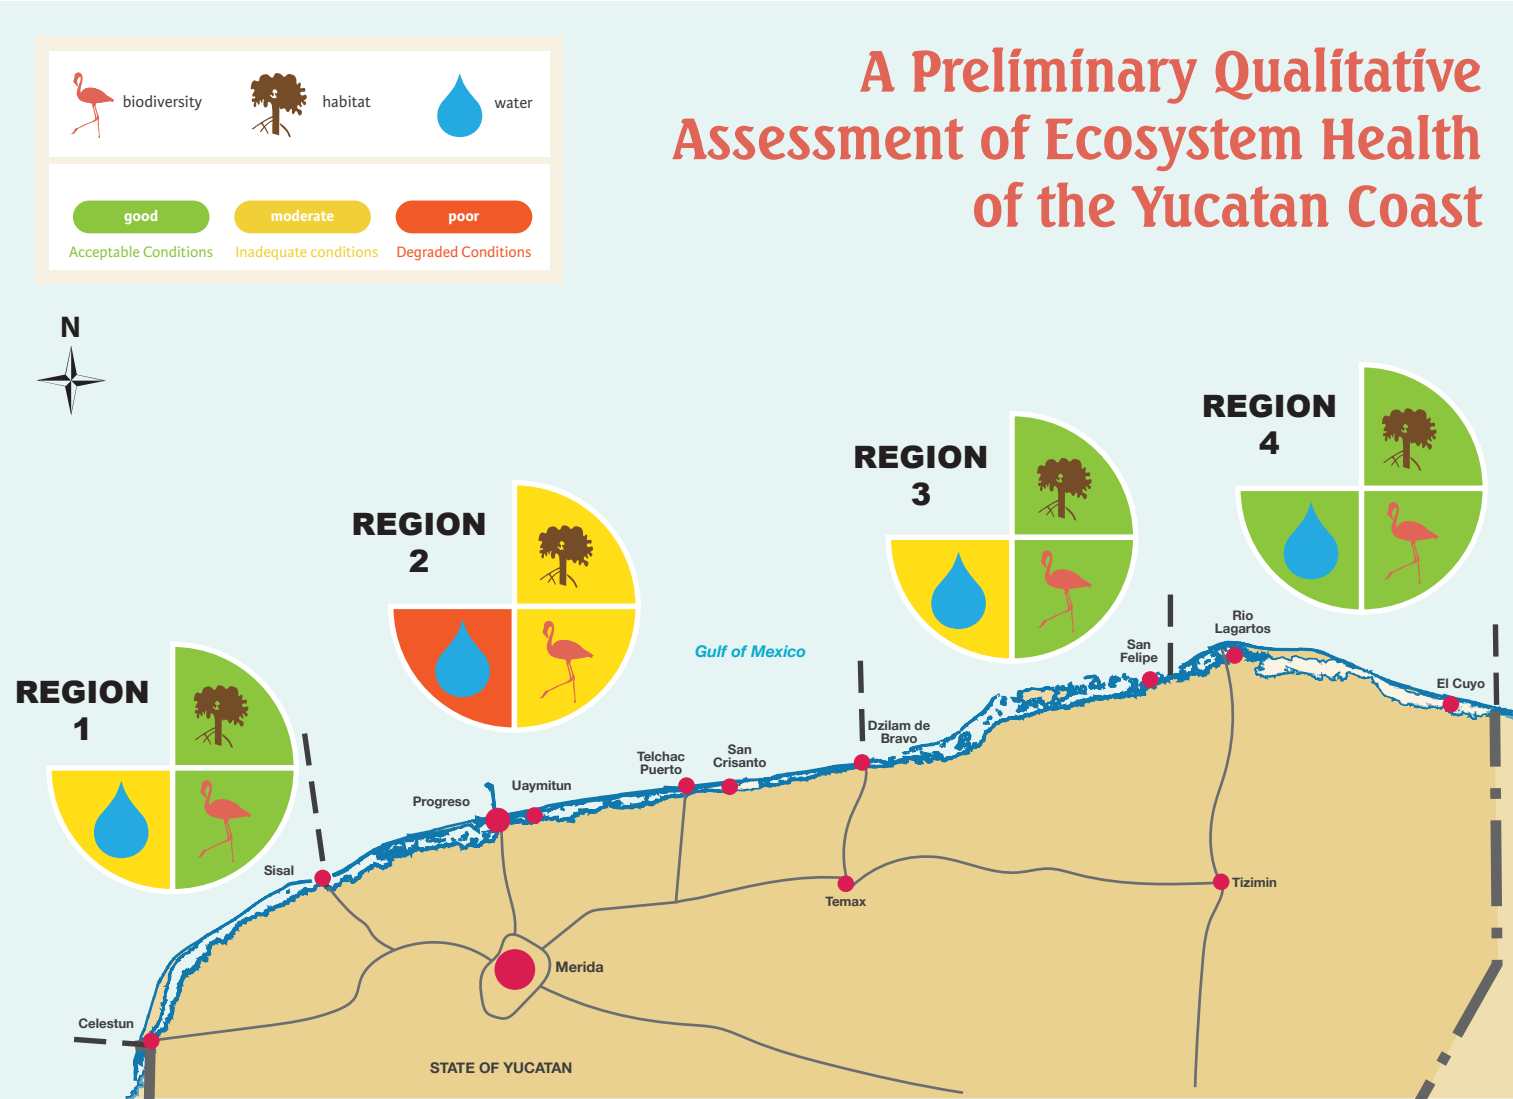 A Preliminary Qualitative
Assessment of Ecosystem Health
of the Yucatan Coast
biodiversity
habitat
water
good
moderate
poor
Acceptable Conditions
Inadequate conditions
Degraded Conditions
N
REGION
4
REGION
3
REGION
2
REGION
1
Gulf of Mexico
Rio
Lagartos
San
Felipe
El Cuyo
Dzilam de
Bravo
San
Crisanto
Telchac
Puerto
Uaymitun
Progreso
Sisal
Temax
Tizimin
Merida
Celestun
STATE OF YUCATAN